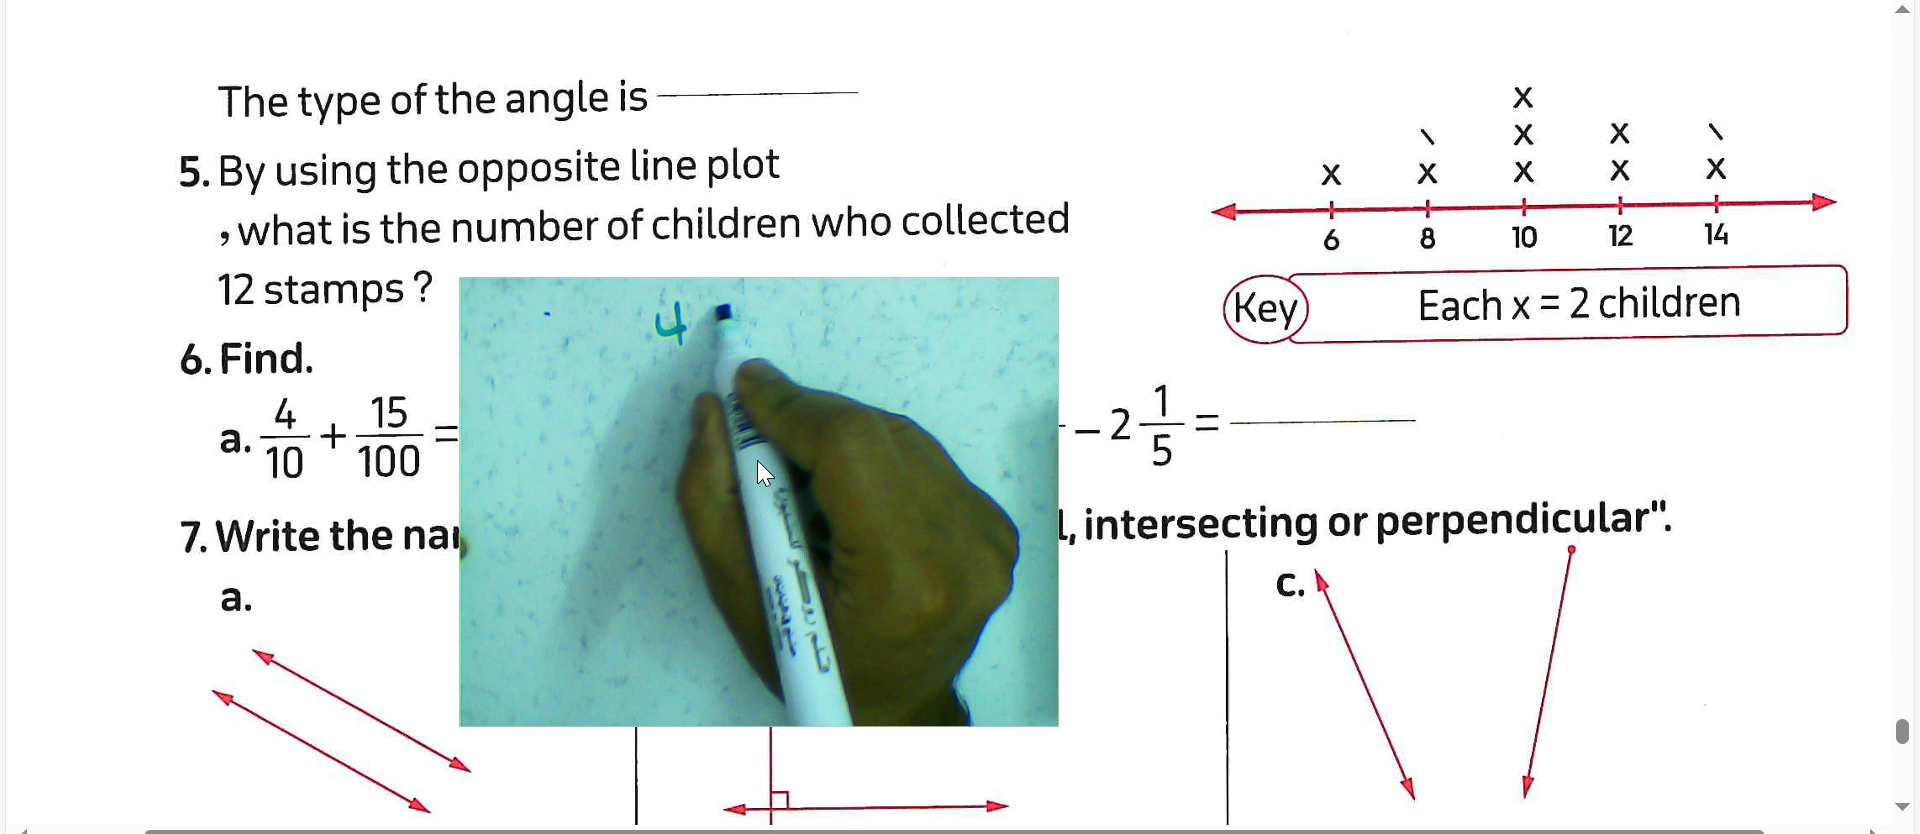 The type of the angle is
5. By using the opposite line plot
, what is the number of children who collected
12 stamps ?
x
x x
x x x x x
6 8 10 12 14
Key Each x = 2 children
4
6. Find.
a. 4/10 + 15/100 =
- 2 1/5 =
7. Write the
, intersecting or perpendicular".
a.
c.
قلم روكو